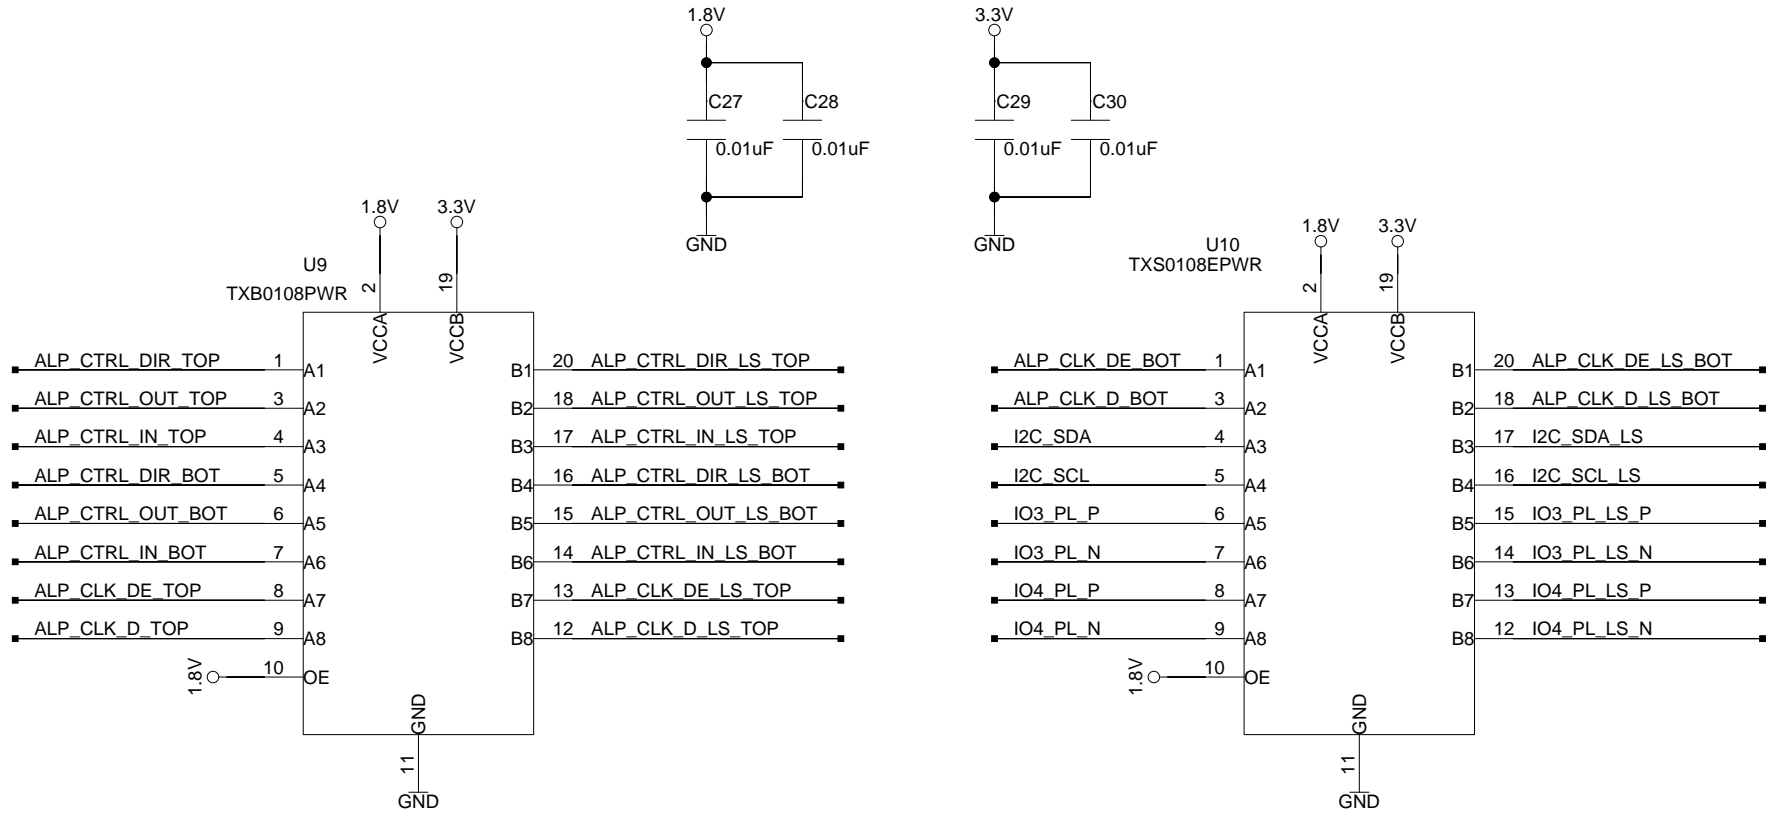 1.8V 3.3V
C27 C28 C29 C30
0.01uF 0.01uF 0.01uF 0.01uF
GND GND
1.8V 3.3V
U9
TXB0108PWR
2 19
VCCA VCCB
ALP_CTRL_DIR_TOP 1 A1 B1 20 ALP_CTRL_DIR_LS_TOP
ALP_CTRL_OUT_TOP 3 A2 B2 18 ALP_CTRL_OUT_LS_TOP
ALP_CTRL_IN_TOP 4 A3 B3 17 ALP_CTRL_IN_LS_TOP
ALP_CTRL_DIR_BOT 5 A4 B4 16 ALP_CTRL_DIR_LS_BOT
ALP_CTRL_OUT_BOT 6 A5 B5 15 ALP_CTRL_OUT_LS_BOT
ALP_CTRL_IN_BOT 7 A6 B6 14 ALP_CTRL_IN_LS_BOT
ALP_CLK_DE_TOP 8 A7 B7 13 ALP_CLK_DE_LS_TOP
ALP_CLK_D_TOP 9 A8 B8 12 ALP_CLK_D_LS_TOP
1.8V 10 OE
GND
11
GND
1.8V 3.3V
U10
TXS0108EPWR
2 19
VCCA VCCB
ALP_CLK_DE_BOT 1 A1 B1 20 ALP_CLK_DE_LS_BOT
ALP_CLK_D_BOT 3 A2 B2 18 ALP_CLK_D_LS_BOT
I2C_SDA 4 A3 B3 17 I2C_SDA_LS
I2C_SCL 5 A4 B4 16 I2C_SCL_LS
IO3_PL_P 6 A5 B5 15 IO3_PL_LS_P
IO3_PL_N 7 A6 B6 14 IO3_PL_LS_N
IO4_PL_P 8 A7 B7 13 IO4_PL_LS_P
IO4_PL_N 9 A8 B8 12 IO4_PL_LS_N
1.8V 10 OE
GND
11
GND